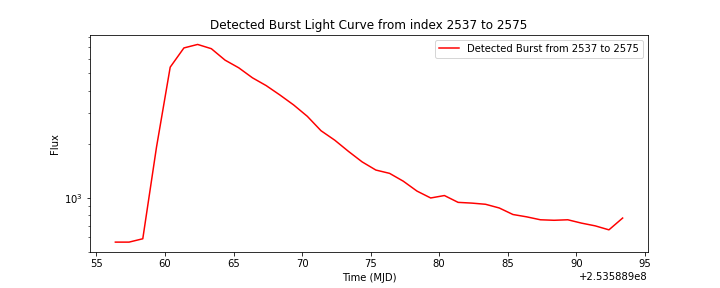 Detected Burst Light Curve from index 2537 to 2575
Detected Burst from 2537 to 2575
Flux
10³
55 60 65 70 75 80 85 90 95
Time (MJD)
+2.535889e8